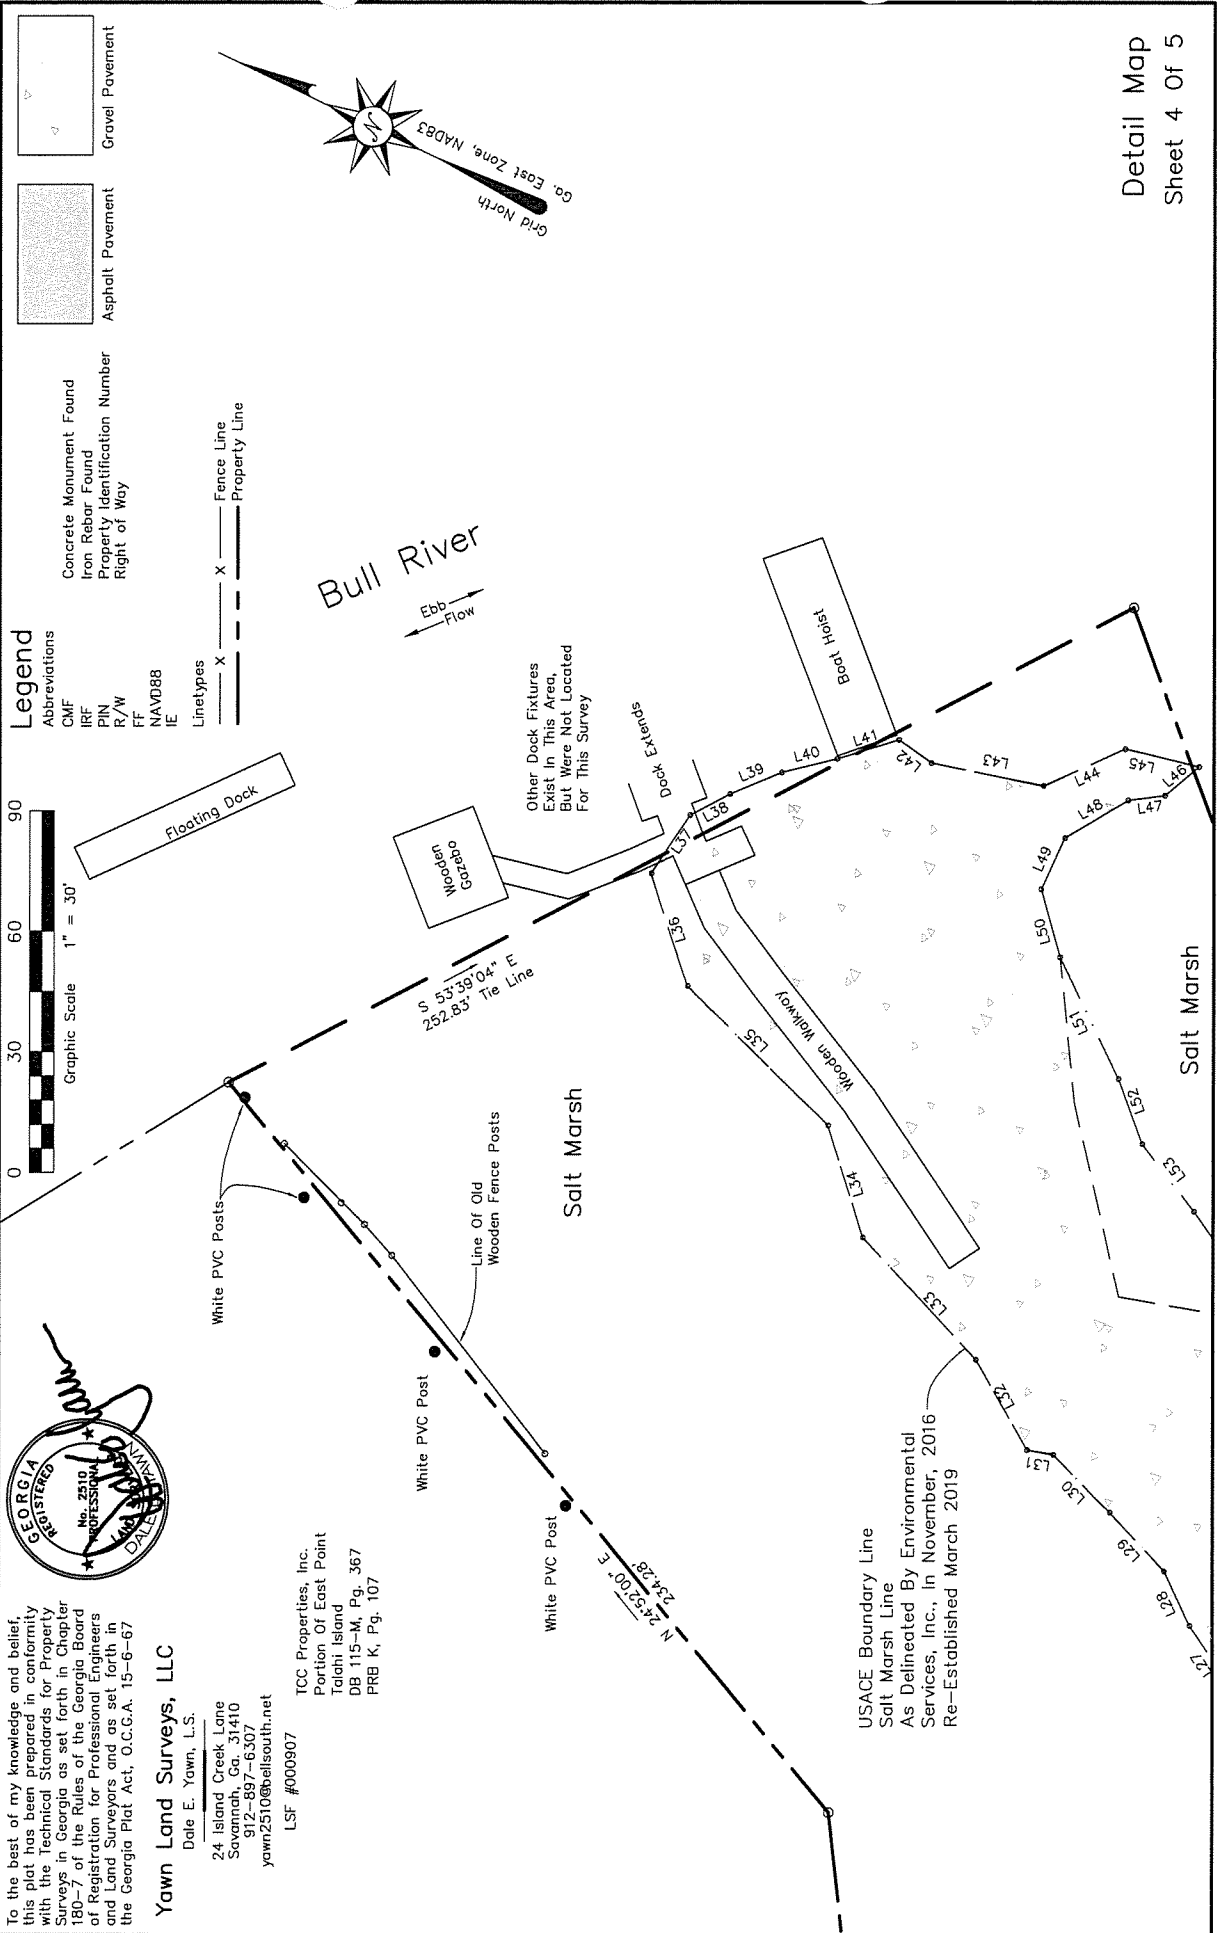 To the best of my knowledge and belief,
this plat has been prepared in conformity
with the Technical Standards for Property
Surveys in Georgia as set forth in Chapter
180-7 of the Rules of the Georgia Board
of Registration for Professional Engineers
and Land Surveyors and as set forth in
the Georgia Plat Act, O.C.G.A. 15-6-67
Yawn Land Surveys, LLC
Dale E. Yawn, L.S.
24 Island Creek Lane
Savannah, Ga. 31410
912-897-6307
yawn2510@bellsouth.net
LSF #000907
GEORGIA
REGISTERED
No. 2510
PROFESSIONAL
LAND
DALE
YAWN
TCC Properties, Inc.
Portion Of East Point
Talahi Island
DB 115-M, Pg. 367
PRB K, Pg. 107
0 30 60 90
Graphic Scale 1" = 30'
Legend
Abbreviations
CMF Concrete Monument Found
IRF Iron Rebar Found
PIN Property Identification Number
R/W Right of Way
FF
NAVD88
IE
Linetypes
X X Fence Line
Property Line
Asphalt Pavement
Gravel Pavement
N
Grid North
Ga. East Zone, NAD83
White PVC Posts
White PVC Post
White PVC Post
Line Of Old
Wooden Fence Posts
N 24°52'00" E
234.28'
S 53°39'04" E
252.83' Tie Line
Floating Dock
Wooden
Gazebo
Bull River
Ebb
Flow
Other Dock Fixtures
Exist In This Area,
But Were Not Located
For This Survey
Dock Extends
Boat Hoist
Salt Marsh
Wooden Walkway
Salt Marsh
USACE Boundary Line
Salt Marsh Line
As Delineated By Environmental
Services, Inc., In November, 2016
Re-Established March 2019
L27
L28
L29
L30
L31
L32
L33
L34
L35
L36
L37
L38
L39
L40
L41
L42
L43
L44
L45
L46
L47
L48
L49
L50
L51
L52
L53
Detail Map
Sheet 4 Of 5